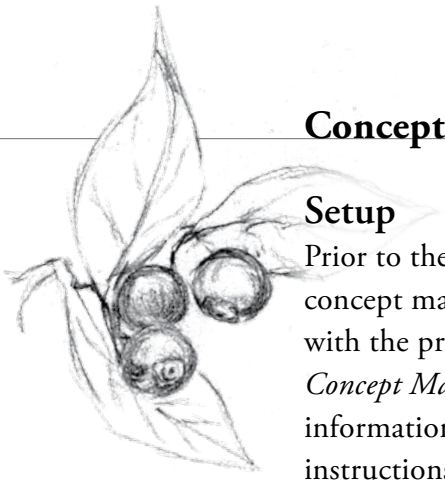 Concept
Setup
Prior to the
concept ma
with the pr
Concept Ma
information
instructions